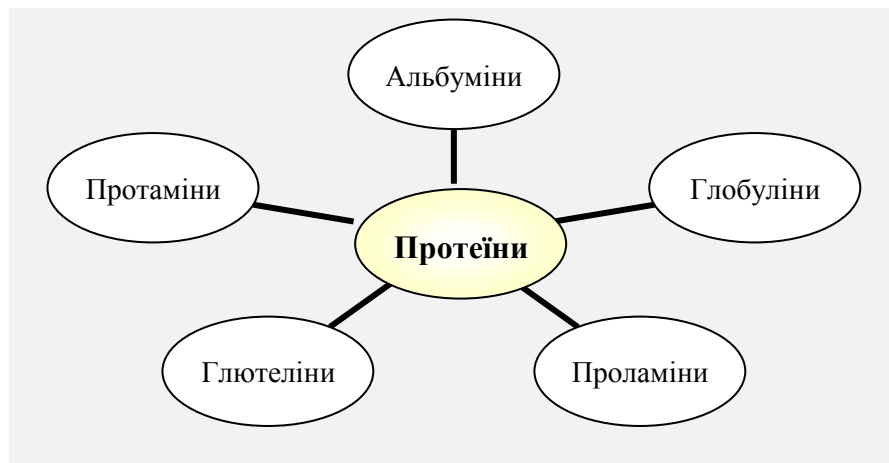 Альбуміни
Протаміни
Глобуліни
Протеїни
Глютеліни
Проламіни